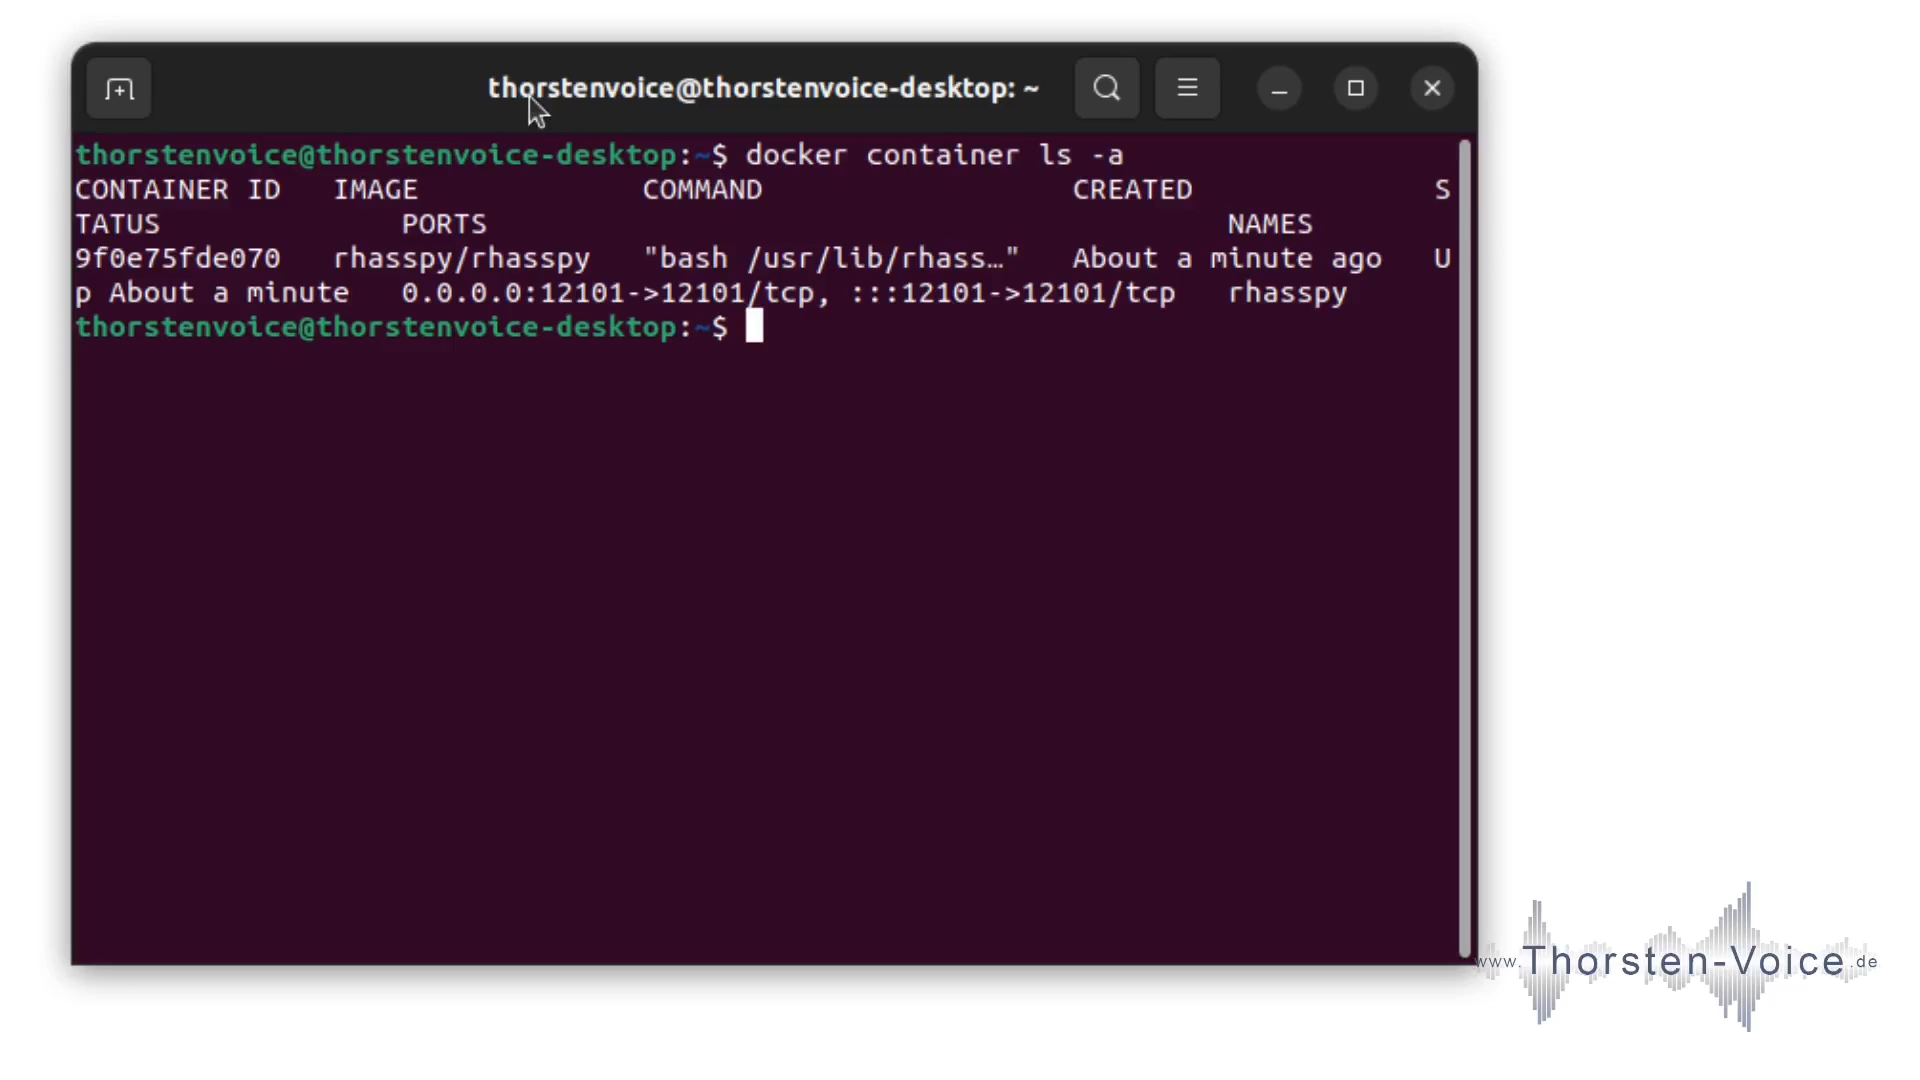 thorstenvoice@thorstenvoice-desktop: ~
thorstenvoice@thorstenvoice-desktop:~$ docker container ls -a
CONTAINER ID   IMAGE             COMMAND                  CREATED              S
TATUS              PORTS                                           NAMES
9f0e75fde070   rhasspy/rhasspy   "bash /usr/lib/rhass…"   About a minute ago   U
p About a minute   0.0.0.0:12101->12101/tcp, :::12101->12101/tcp   rhasspy
thorstenvoice@thorstenvoice-desktop:~$
www.Thorsten-Voice.de